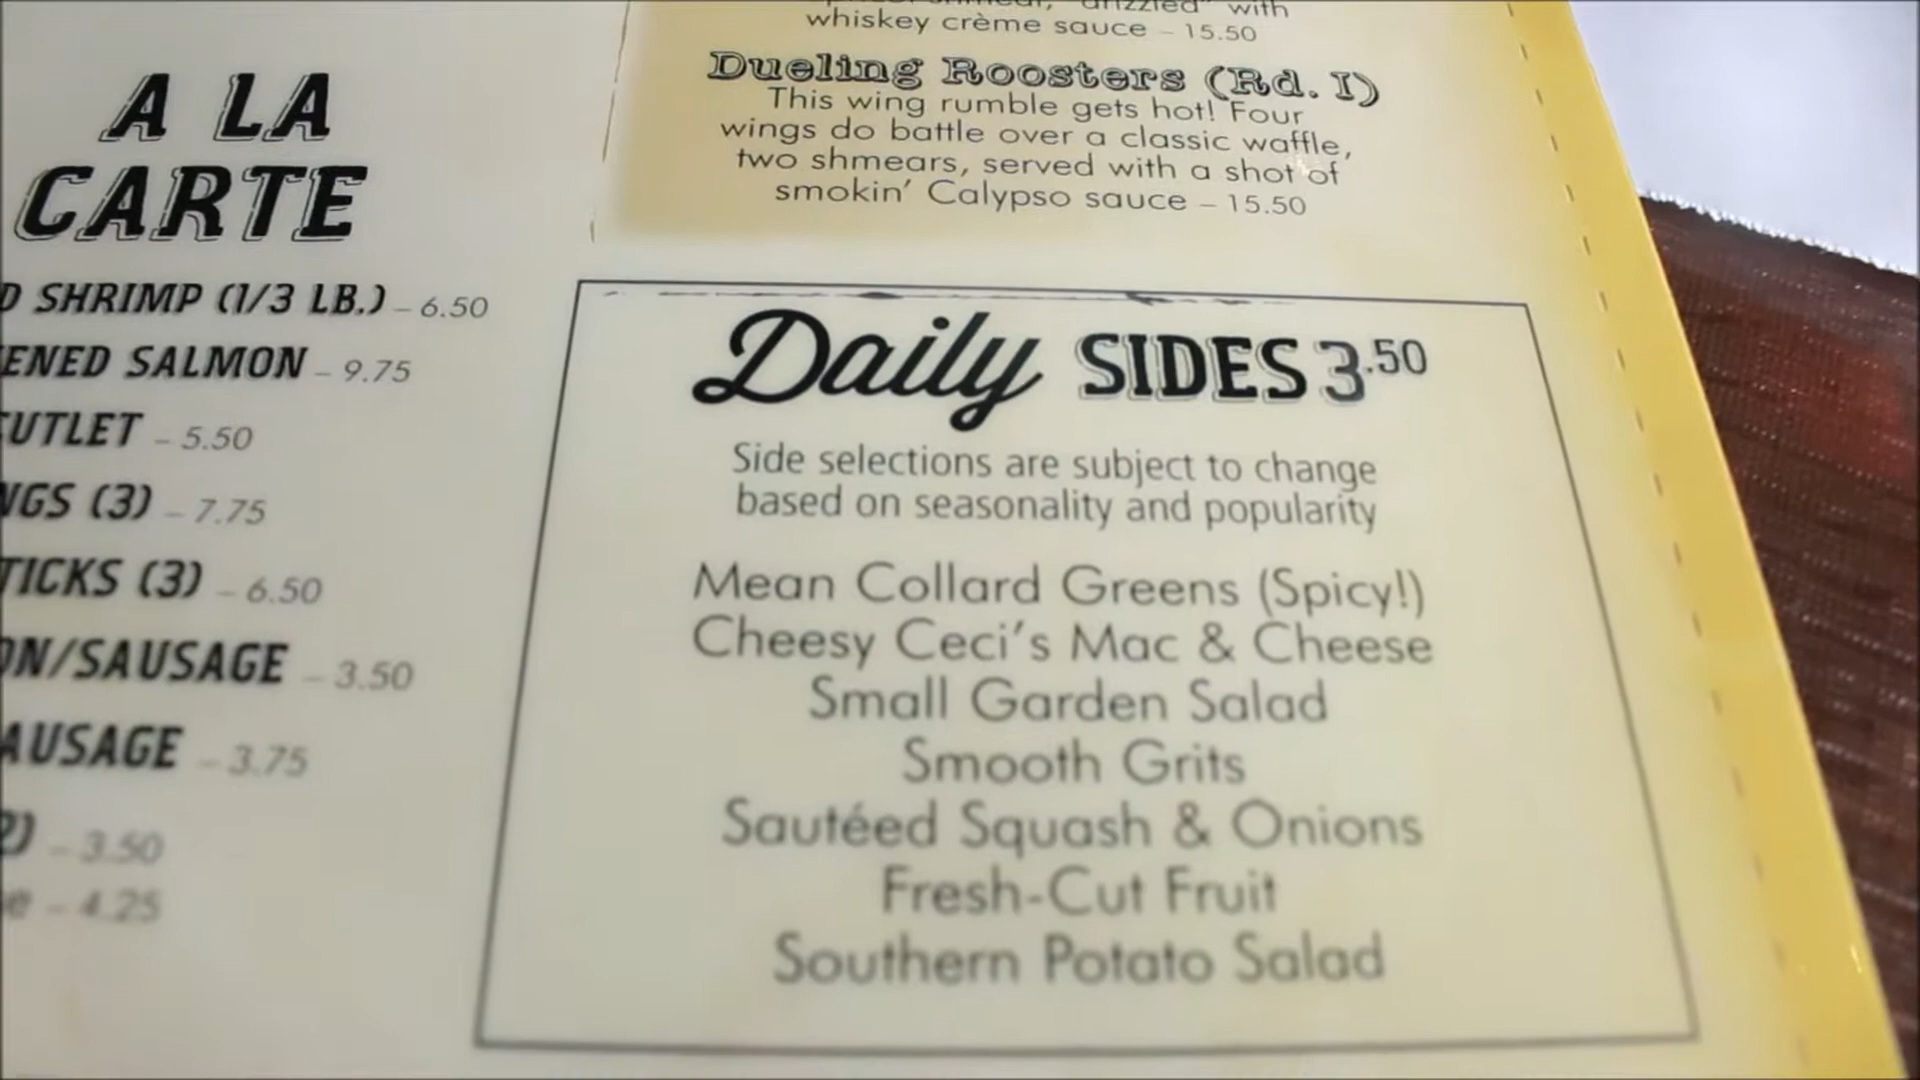 A LA
CARTE
SHRIMP (1/3 LB.) – 6.50
SALMON – 9.75
– 5.50
(3) – 7.75
(3) – 6.50
/SAUSAGE – 3.50
– 3.75
– 3.50
– 4.25
with
whiskey crème sauce – 15.50
Dueling Roosters (Rd. I)
This wing rumble gets hot! Four
wings do battle over a classic waffle,
two shmears, served with a shot of
smokin' Calypso sauce – 15.50
Daily SIDES 3.50
Side selections are subject to change
based on seasonality and popularity
Mean Collard Greens (Spicy!)
Cheesy Ceci's Mac & Cheese
Small Garden Salad
Smooth Grits
Sautéed Squash & Onions
Fresh-Cut Fruit
Southern Potato Salad